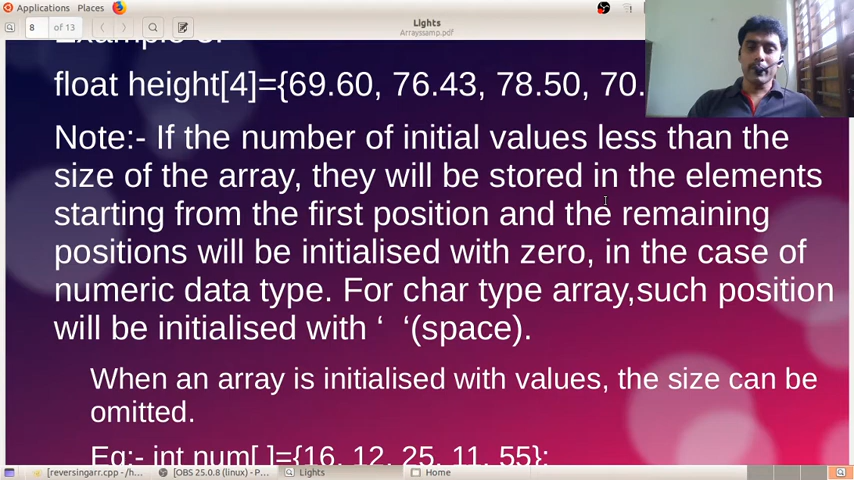 Applications Places
8 of 13
Lights
Arrayssamp.pdf
float height[4]={69.60, 76.43, 78.50, 70.
Note:- If the number of initial values less than the
size of the array, they will be stored in the elements
starting from the first position and the remaining
positions will be initialised with zero, in the case of
numeric data type. For char type array,such position
will be initialised with ‘ ‘(space).
When an array is initialised with values, the size can be
omitted.
Eg:- int num[ ]={16, 12, 25, 11, 55};
[reversingarr.cpp - /h... [OBS 25.0.8 (linux) - P... Lights Home